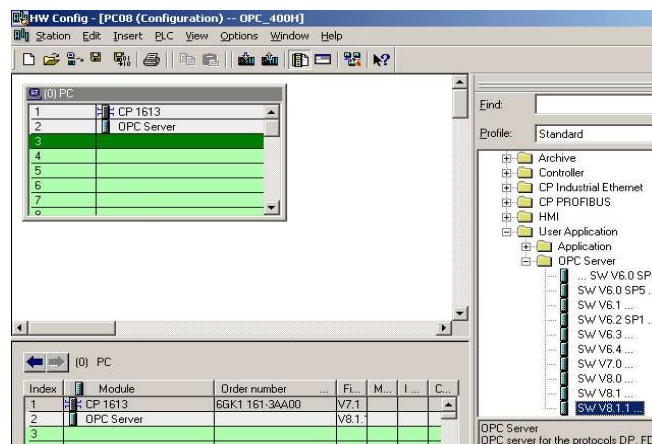 HW Config - [PC08 (Configuration) -- OPC_400H]
Station Edit Insert PLC View Options Window Help
(0) PC
1 CP 1613
2 OPC Server
3
4
5
6
7
Find:
Profile: Standard
Archive
Controller
CP Industrial Ethernet
CP PROFIBUS
HMI
User Application
Application
OPC Server
... SW V6.0 SP
SW V6.0 SP5 ..
SW V6.1 ...
SW V6.2 SP1 ..
SW V6.3 ...
SW V6.4 ...
SW V7.0 ...
SW V8.0 ...
SW V8.1 ...
SW V8.1.1 ...
(0) PC
Index Module Order number ... Fi... M... I ... C...
1 CP 1613 6GK1 161-3AA00 V7.1
2 OPC Server V8.1.
3
OPC Server
OPC server for the protocols DP,